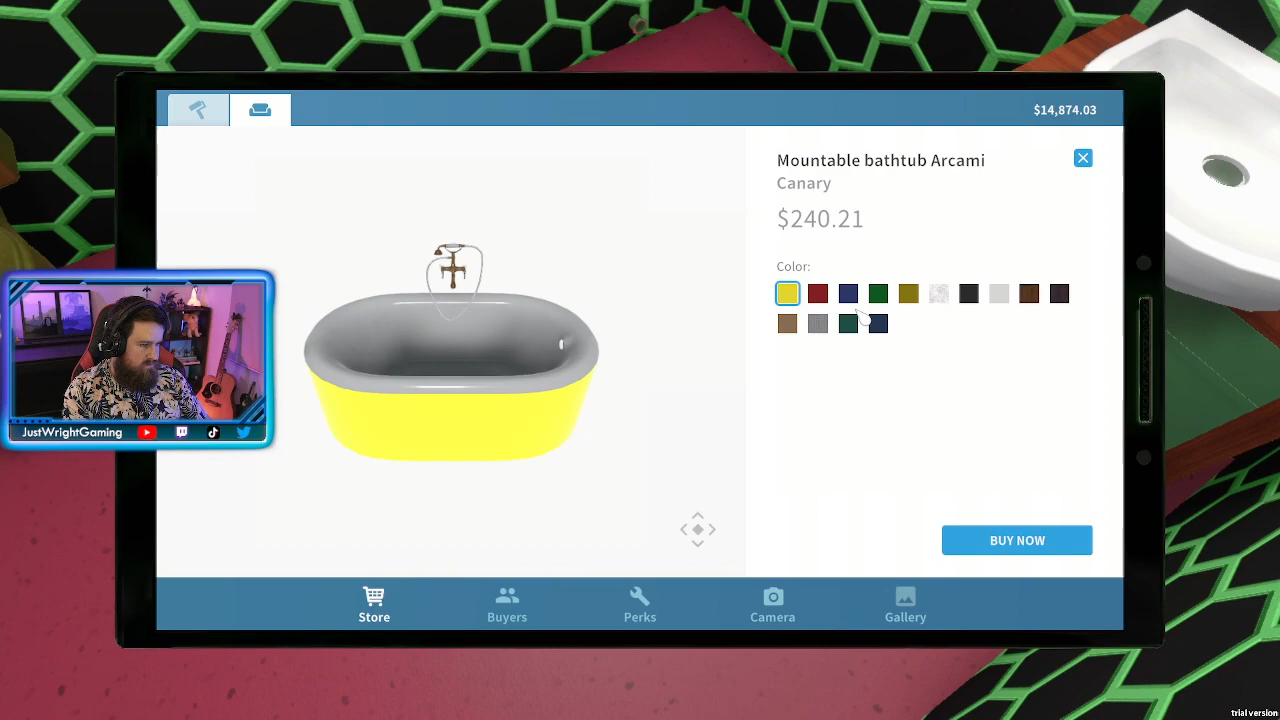 $14,874.03
Mountable bathtub Arcami
Canary
$240.21
Color:
JustWrightGaming
BUY NOW
Store
Buyers
Perks
Camera
Gallery
trial version